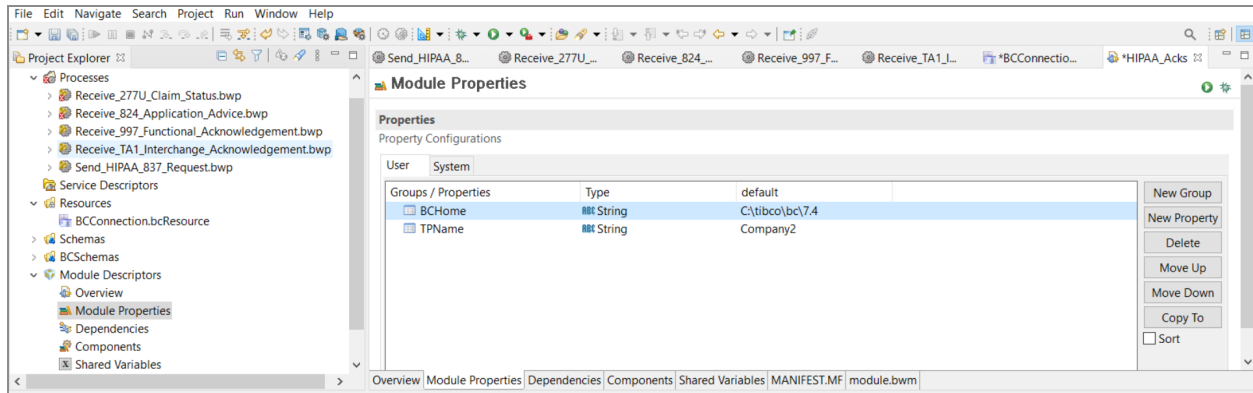 File Edit Navigate Search Project Run Window Help
Project Explorer
Send_HIPAA_8... Receive_277U_... Receive_824_... Receive_997_F... Receive_TA1_I... *BCConnectio... *HIPAA_Acks
Processes
Receive_277U_Claim_Status.bwp
Receive_824_Application_Advice.bwp
Receive_997_Functional_Acknowledgement.bwp
Receive_TA1_Interchange_Acknowledgement.bwp
Send_HIPAA_837_Request.bwp
Service Descriptors
Resources
BCConnection.bcResource
Schemas
BCSchemas
Module Descriptors
Overview
Module Properties
Dependencies
Components
x Shared Variables
Module Properties
Properties
Property Configurations
User System
Groups / Properties Type default
BCHome ABC String C:\tibco\bc\7.4
TPName ABC String Company2
New Group
New Property
Delete
Move Up
Move Down
Copy To
Sort
Overview Module Properties Dependencies Components Shared Variables MANIFEST.MF module.bwm